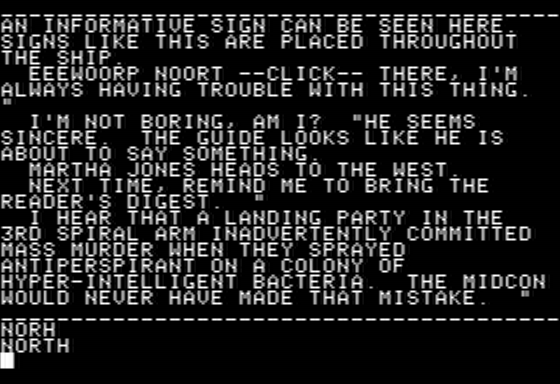 AN INFORMATIVE SIGN CAN BE SEEN HERE.
SIGNS LIKE THIS ARE PLACED THROUGHOUT
THE SHIP.
EEEWOORP NOORT --CLICK-- THERE, I'M
ALWAYS HAVING TROUBLE WITH THIS THING.
"
I'M NOT BORING, AM I?  "HE SEEMS
SINCERE.  THE GUIDE LOOKS LIKE HE IS
ABOUT TO SAY SOMETHING.
MARTHA JONES HEADS TO THE WEST.
NEXT TIME, REMIND ME TO BRING THE
READER'S DIGEST.  "
I HEAR THAT A LANDING PARTY IN THE
3RD SPIRAL ARM INADVERTENTLY COMMITTED
MASS MURDER WHEN THEY SPRAYED
ANTIPERSPIRANT ON A COLONY OF
HYPER-INTELLIGENT BACTERIA.  THE MIDCON
WOULD NEVER HAVE MADE THAT MISTAKE.  "
NORH
NORTH